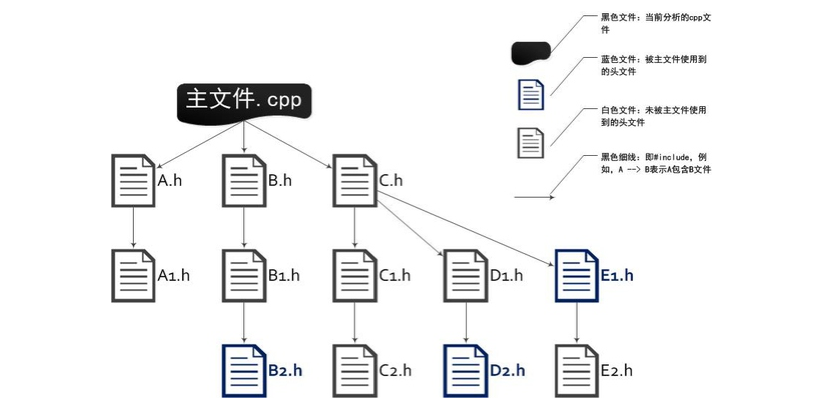 主文件.cpp
A.h
B.h
C.h
A1.h
B1.h
C1.h
D1.h
E1.h
B2.h
C2.h
D2.h
E2.h
黑色文件: 当前分析的cpp文
件
蓝色文件: 被主文件使用到
的头文件
白色文件: 未被主文件使用
到的头文件
黑色细线: 即#include, 例
如, A --> B表示A包含B文件